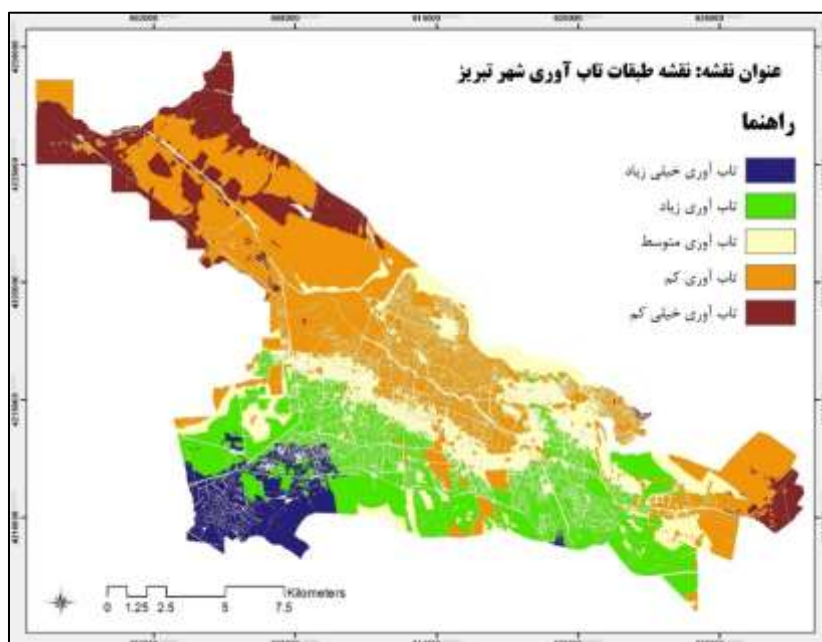 عنوان نقشه: نقشه طبقات تاب آوری شهر تبریز
راهنما
تاب آوری خیلی زیاد
تاب آوری زیاد
تاب آوری متوسط
تاب آوری کم
تاب آوری خیلی کم
Kilometers
0 1.25 2.5 5 7.5